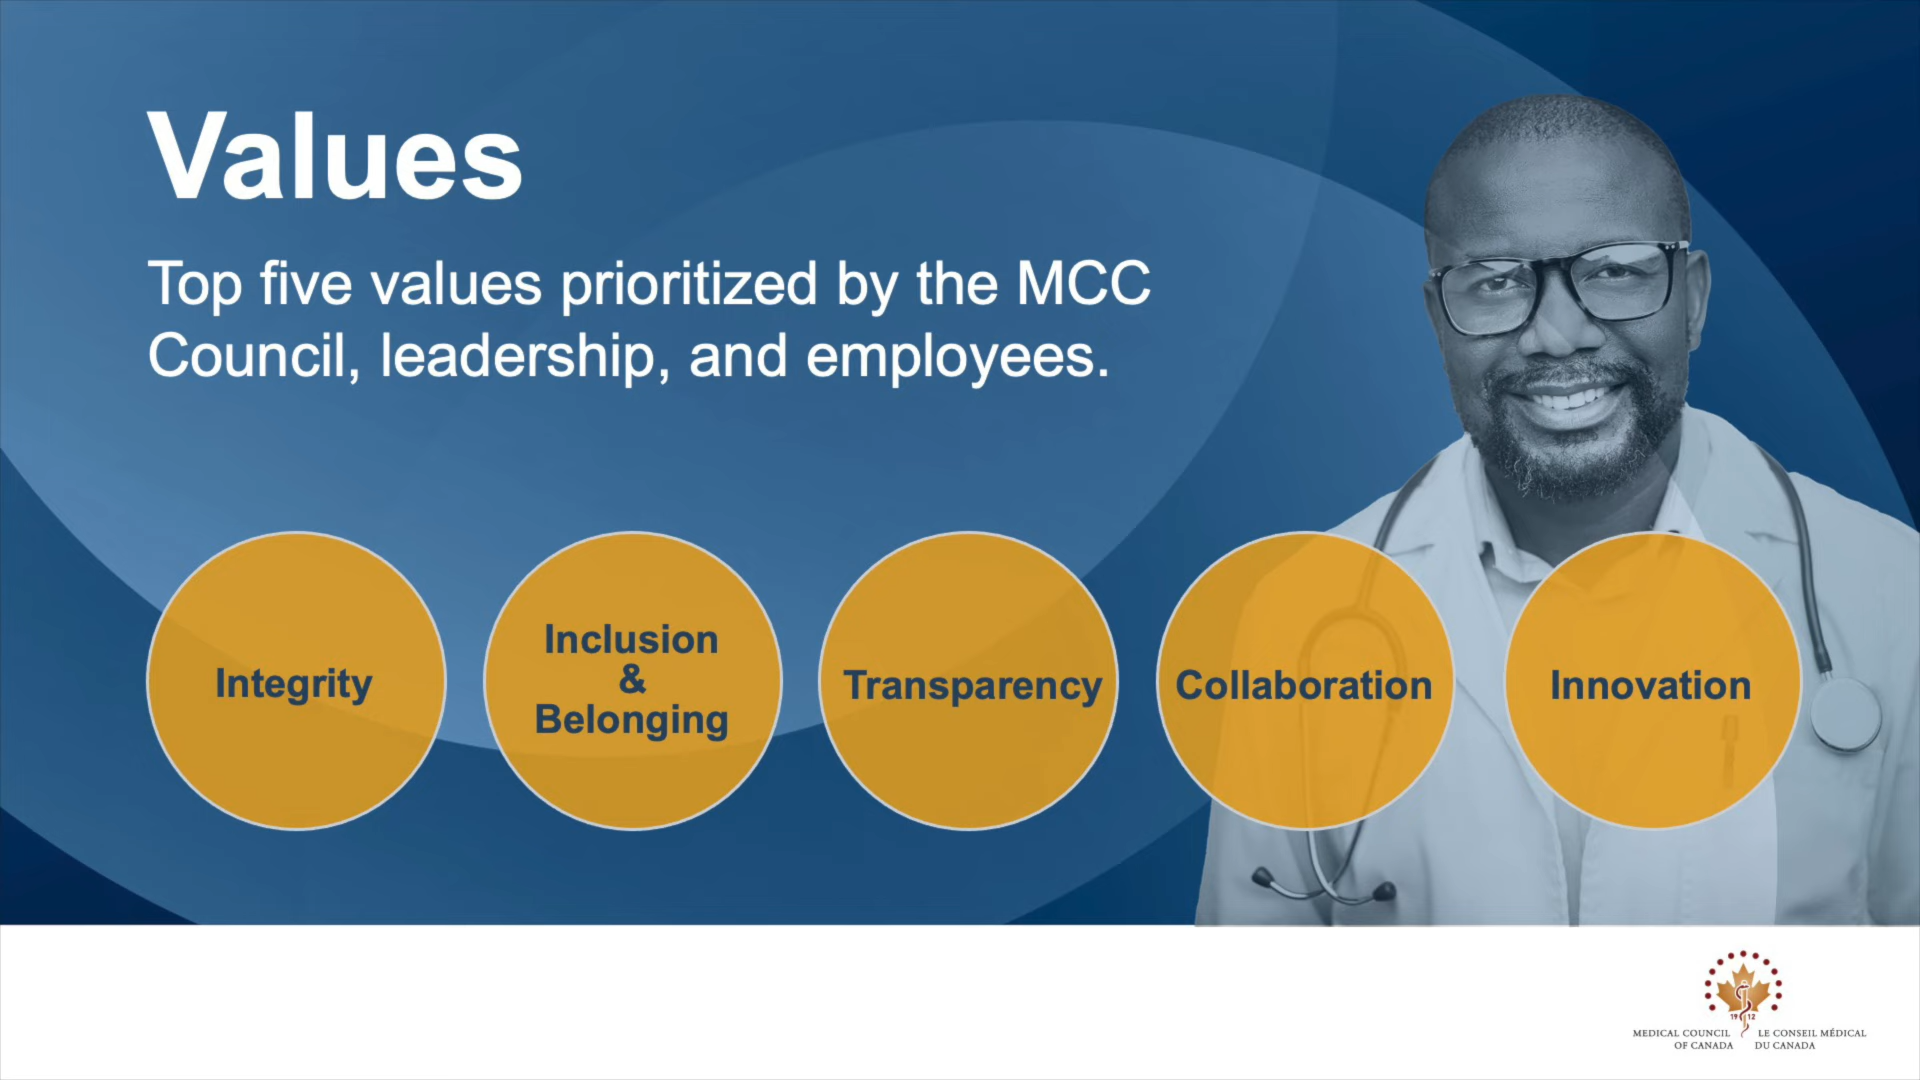 Values
Top five values prioritized by the MCC
Council, leadership, and employees.
Integrity
Inclusion
&
Belonging
Transparency
Collaboration
Innovation
19 12
MEDICAL COUNCIL LE CONSEIL MÉDICAL
OF CANADA DU CANADA